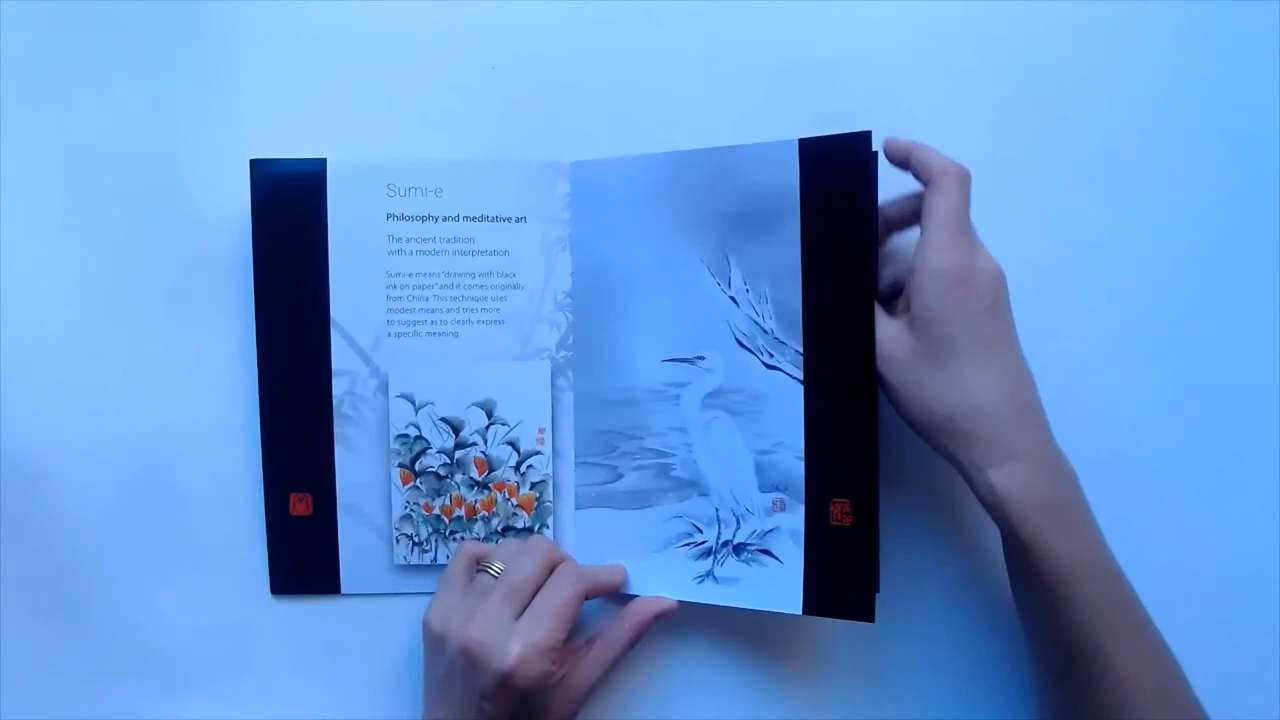 Sumi-e
Philosophy and meditative art
The ancient tradition
with a modern interpretation
Sumi-e means "drawing with black
ink on paper" and it comes originally
from China. This technique uses
modest means and tries more
to suggest as to clearly express
a specific meaning.